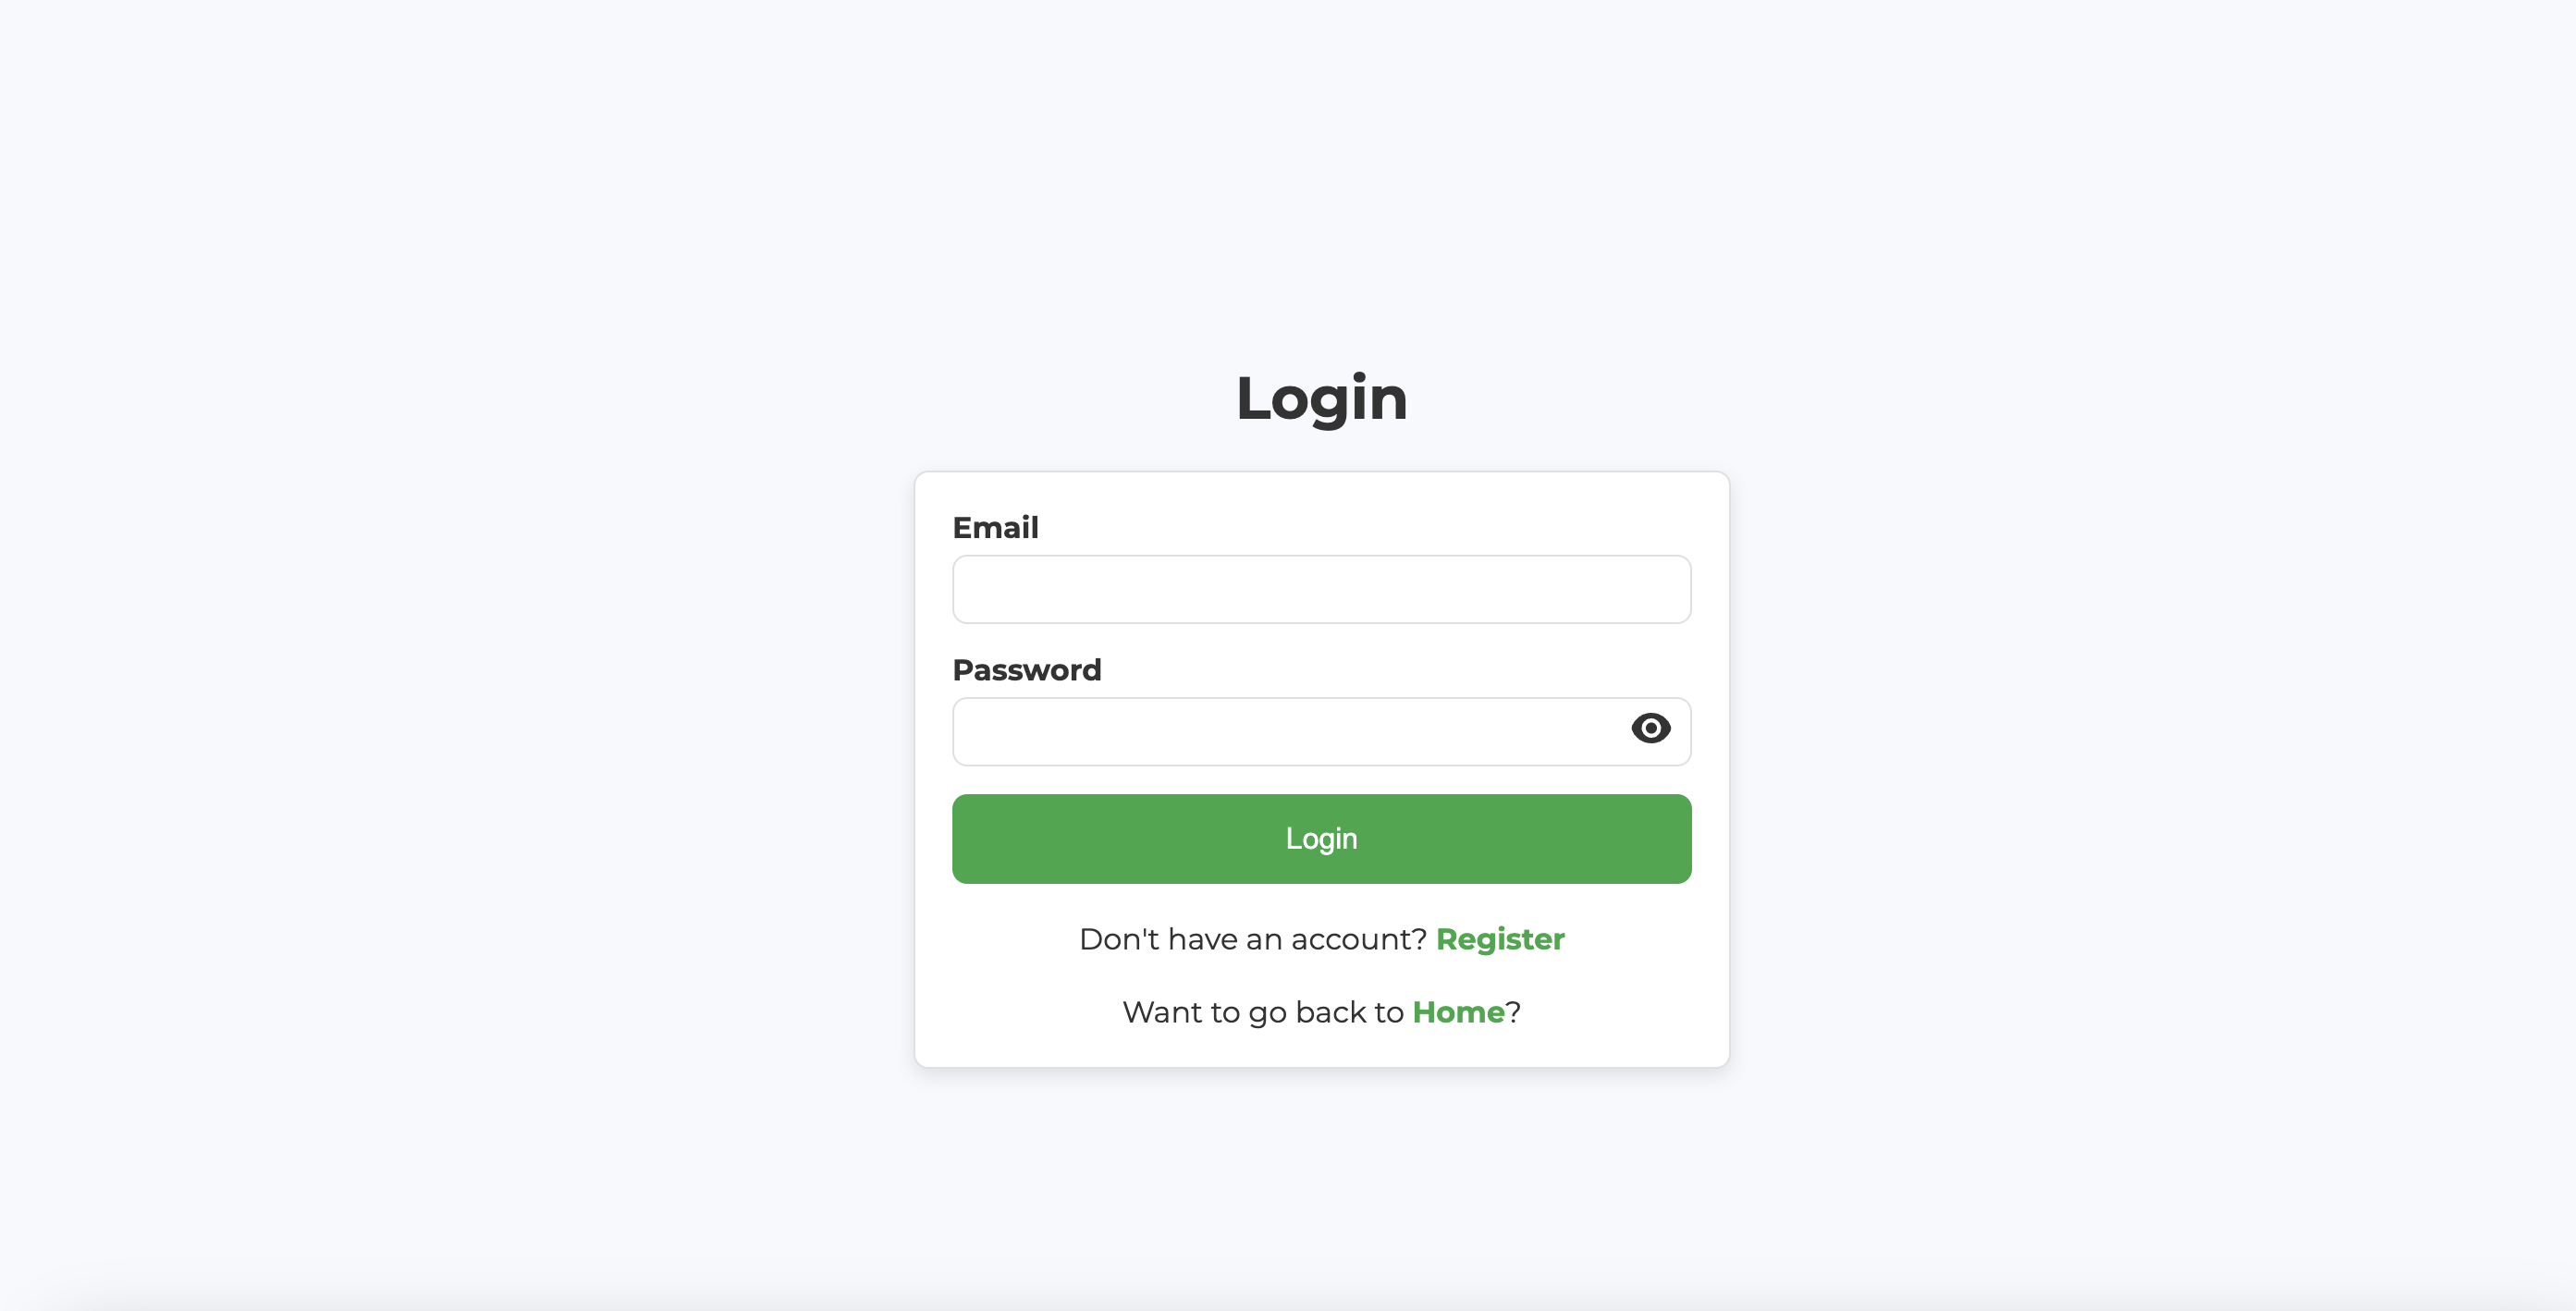 Login
Email
Password
Login
Don't have an account? Register
Want to go back to Home?